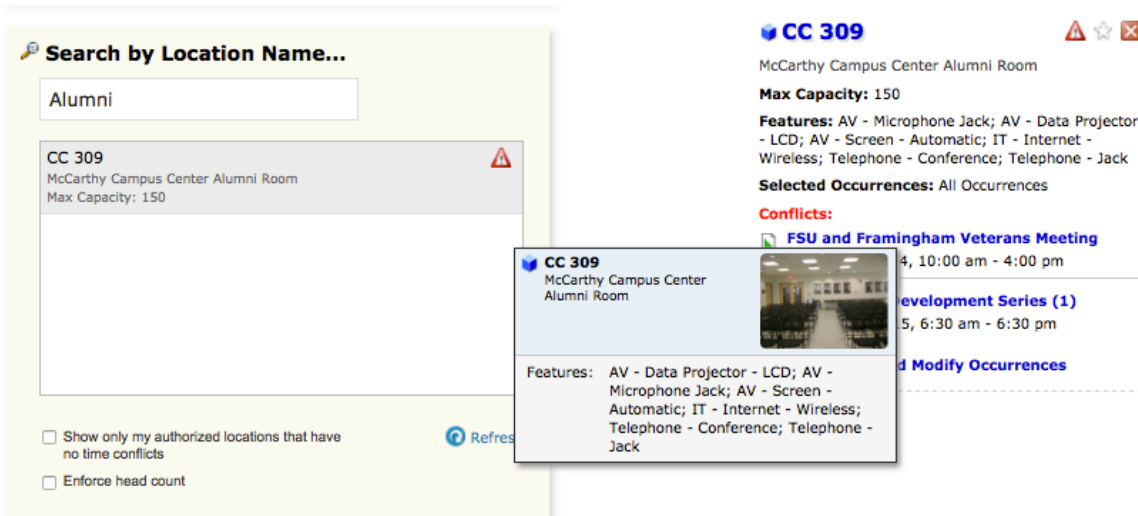 Search by Location Name...
Alumni
CC 309
McCarthy Campus Center Alumni Room
Max Capacity: 150
Show only my authorized locations that have
no time conflicts
Enforce head count
CC 309
McCarthy Campus Center
Alumni Room
Features: AV - Data Projector - LCD; AV -
Microphone Jack; AV - Screen -
Automatic; IT - Internet - Wireless;
Telephone - Conference; Telephone -
Jack
CC 309
McCarthy Campus Center Alumni Room
Max Capacity: 150
Features: AV - Microphone Jack; AV - Data Projector
- LCD; AV - Screen - Automatic; IT - Internet -
Wireless; Telephone - Conference; Telephone - Jack
Selected Occurrences: All Occurrences
Conflicts:
FSU and Framingham Veterans Meeting
4, 10:00 am - 4:00 pm
Series (1)
5, 6:30 am - 6:30 pm
Modify Occurrences